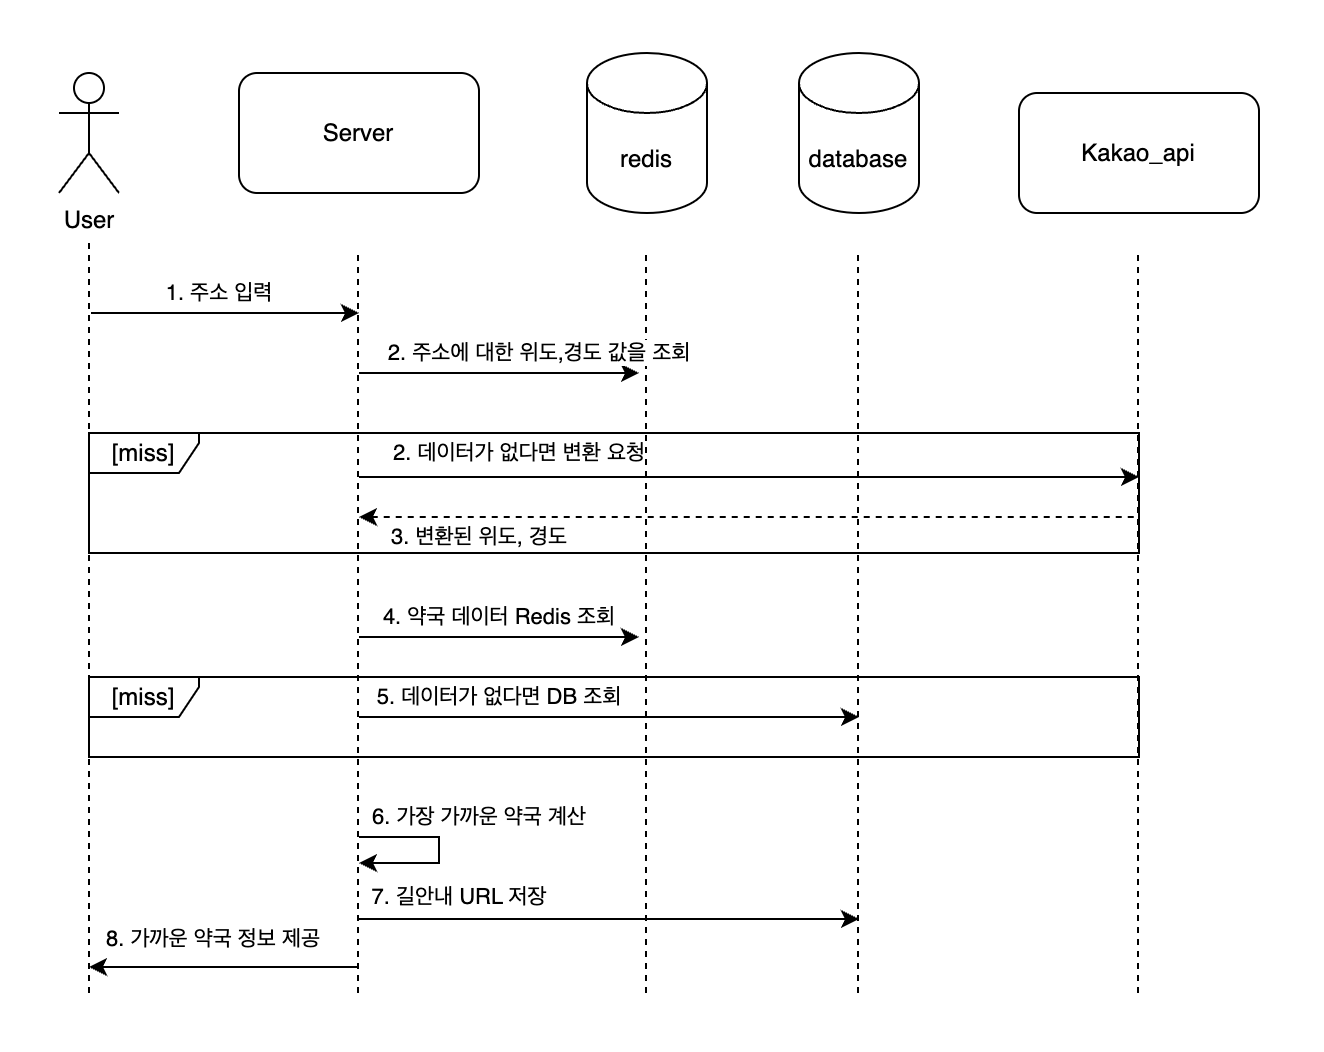 User
Server
redis
database
Kakao_api
1. 주소 입력
2. 주소에 대한 위도,경도 값을 조회
[miss]
2. 데이터가 없다면 변환 요청
3. 변환된 위도, 경도
4. 약국 데이터 Redis 조회
[miss]
5. 데이터가 없다면 DB 조회
6. 가장 가까운 약국 계산
7. 길안내 URL 저장
8. 가까운 약국 정보 제공